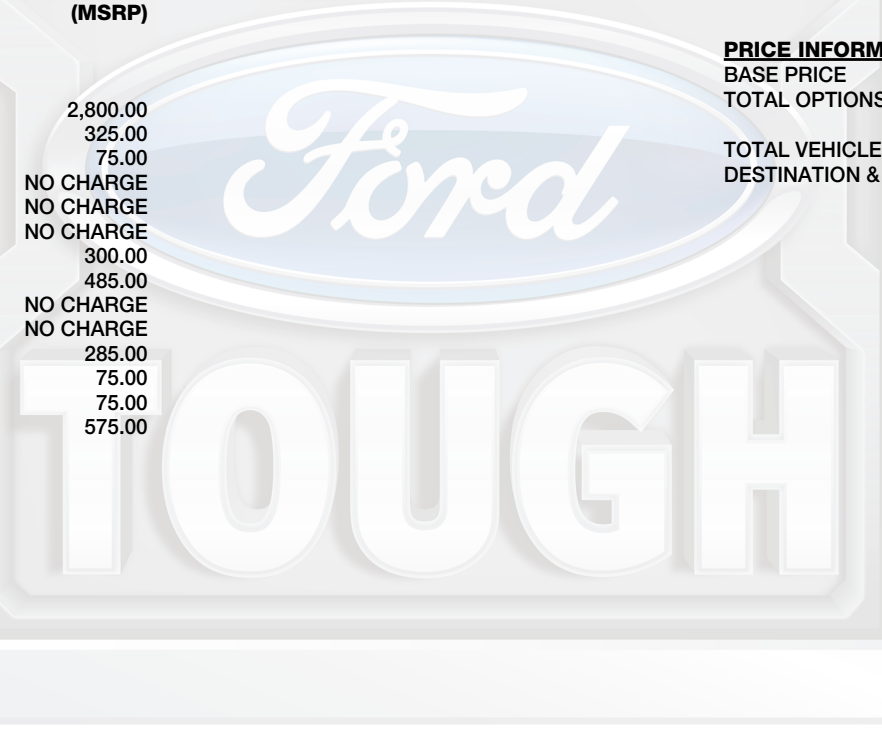 (MSRP)
2,800.00
325.00
75.00
NO CHARGE
NO CHARGE
NO CHARGE
300.00
485.00
NO CHARGE
NO CHARGE
285.00
75.00
75.00
575.00
PRICE INFORM
BASE PRICE
TOTAL OPTIONS
TOTAL VEHICLE
DESTINATION &
Ford
TOUGH